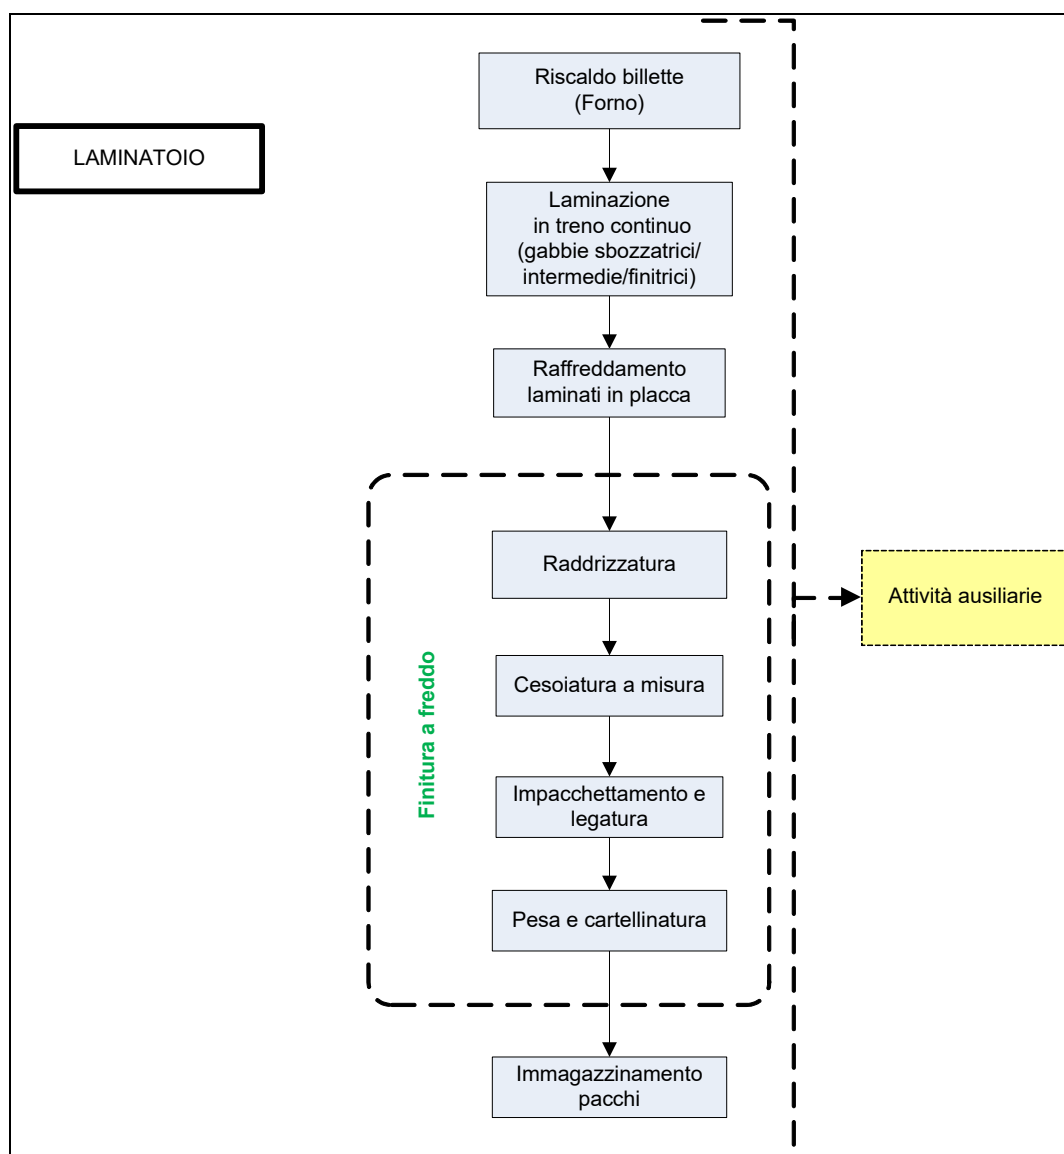 LAMINATOIO
Riscaldo billette
(Forno)
Laminazione
in treno continuo
(gabbie sbozzatrici/
intermedie/finitrici)
Raffreddamento
laminati in placca
Finitura a freddo
Raddrizzatura
Cesoiatura a misura
Impacchettamento e
legatura
Pesa e cartellinatura
Immagazzinamento
pacchi
Attività ausiliarie